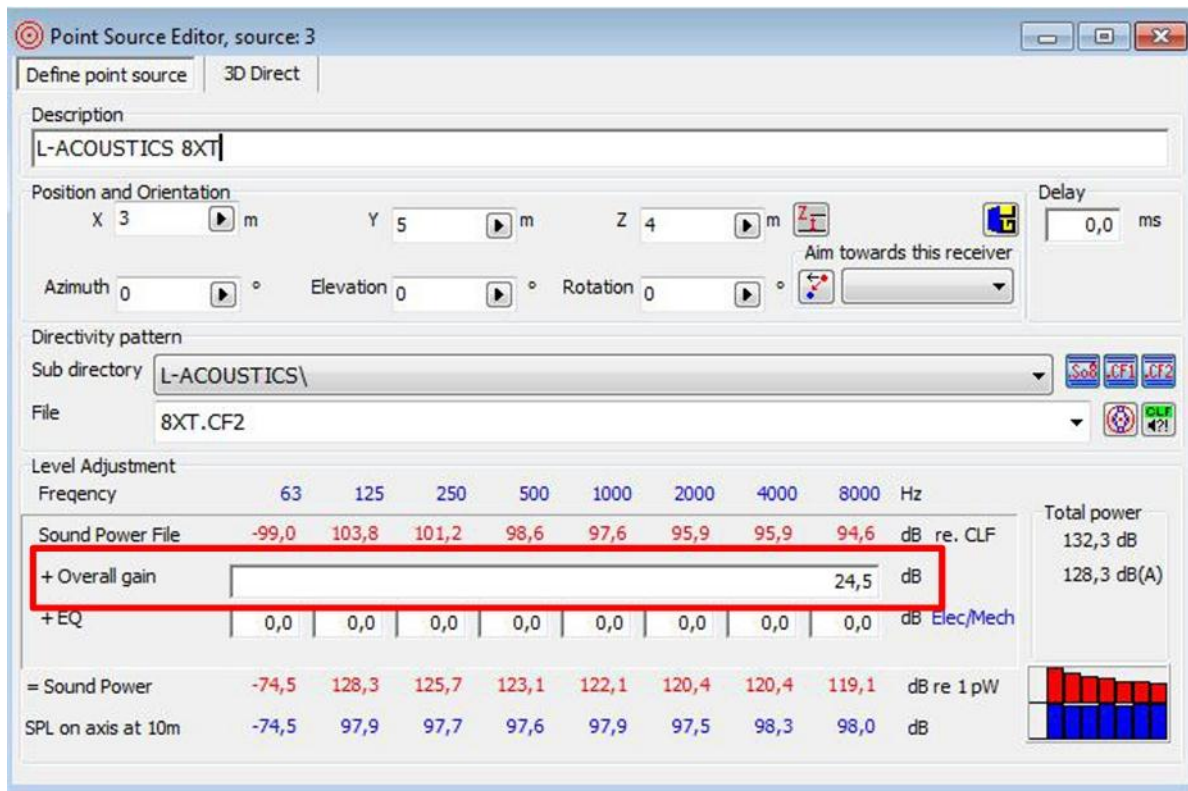 Point Source Editor, source: 3
Define point source 3D Direct
Description
L-ACOUSTICS 8XT
Position and Orientation Delay
X 3 m Y 5 m Z 4 m 0,0 ms
Aim towards this receiver
Azimuth 0 ° Elevation 0 ° Rotation 0 °
Directivity pattern
Sub directory L-ACOUSTICS\ .So8 .CF1 .CF2
File 8XT.CF2 CLF
Level Adjustment
Freqency 63 125 250 500 1000 2000 4000 8000 Hz
Total power
Sound Power File -99,0 103,8 101,2 98,6 97,6 95,9 95,9 94,6 dB re. CLF 132,3 dB
+ Overall gain 24,5 dB 128,3 dB(A)
+ EQ 0,0 0,0 0,0 0,0 0,0 0,0 0,0 0,0 dB Elec/Mech
= Sound Power -74,5 128,3 125,7 123,1 122,1 120,4 120,4 119,1 dB re 1 pW
SPL on axis at 10m -74,5 97,9 97,7 97,6 97,9 97,5 98,3 98,0 dB